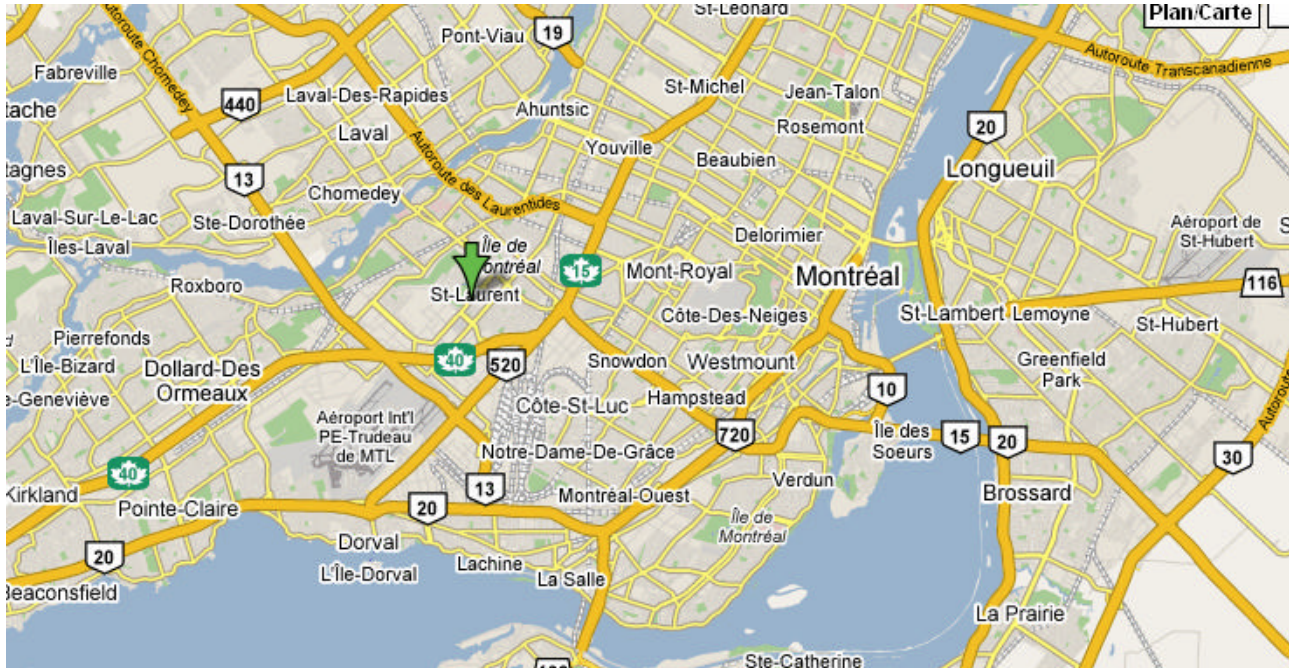 St-Léonard
Plan/Carte
19
Pont-Viau
Autoroute Chomedey
Autoroute Transcanadienne
Fabreville
St-Michel
Jean-Talon
440
Laval-Des-Rapides
tache
Ahuntsic
Rosemont
20
Laval
Youville
Beaubien
Longueuil
tagnes
13
Chomedey
Autoroute des Laurentides
Laval-Sur-Le-Lac
Ste-Dorothée
Aéroport de
St-Hubert
S
Îles-Laval
Île de
Montréal
Delorimier
15
Mont-Royal
Montréal
116
Roxboro
St-Laurent
Côte-Des-Neiges
St-Lambert
Lemoyne
St-Hubert
Pierrefonds
40
520
Snowdon
Westmount
Greenfield
Park
L'Île-Bizard
Dollard-Des
Ormeaux
e-Geneviève
Hampstead
10
Côte-St-Luc
Autoroute
Aéroport Int'l
PE-Trudeau
de MTL
720
Île des
Soeurs
15
20
Notre-Dame-De-Grâce
30
40
Kirkland
13
Montréal-Ouest
Verdun
Brossard
Pointe-Claire
20
Île de
Montréal
Dorval
20
Lachine
L'Île-Dorval
La Salle
Beaconsfield
La Prairie
Ste-Catherine